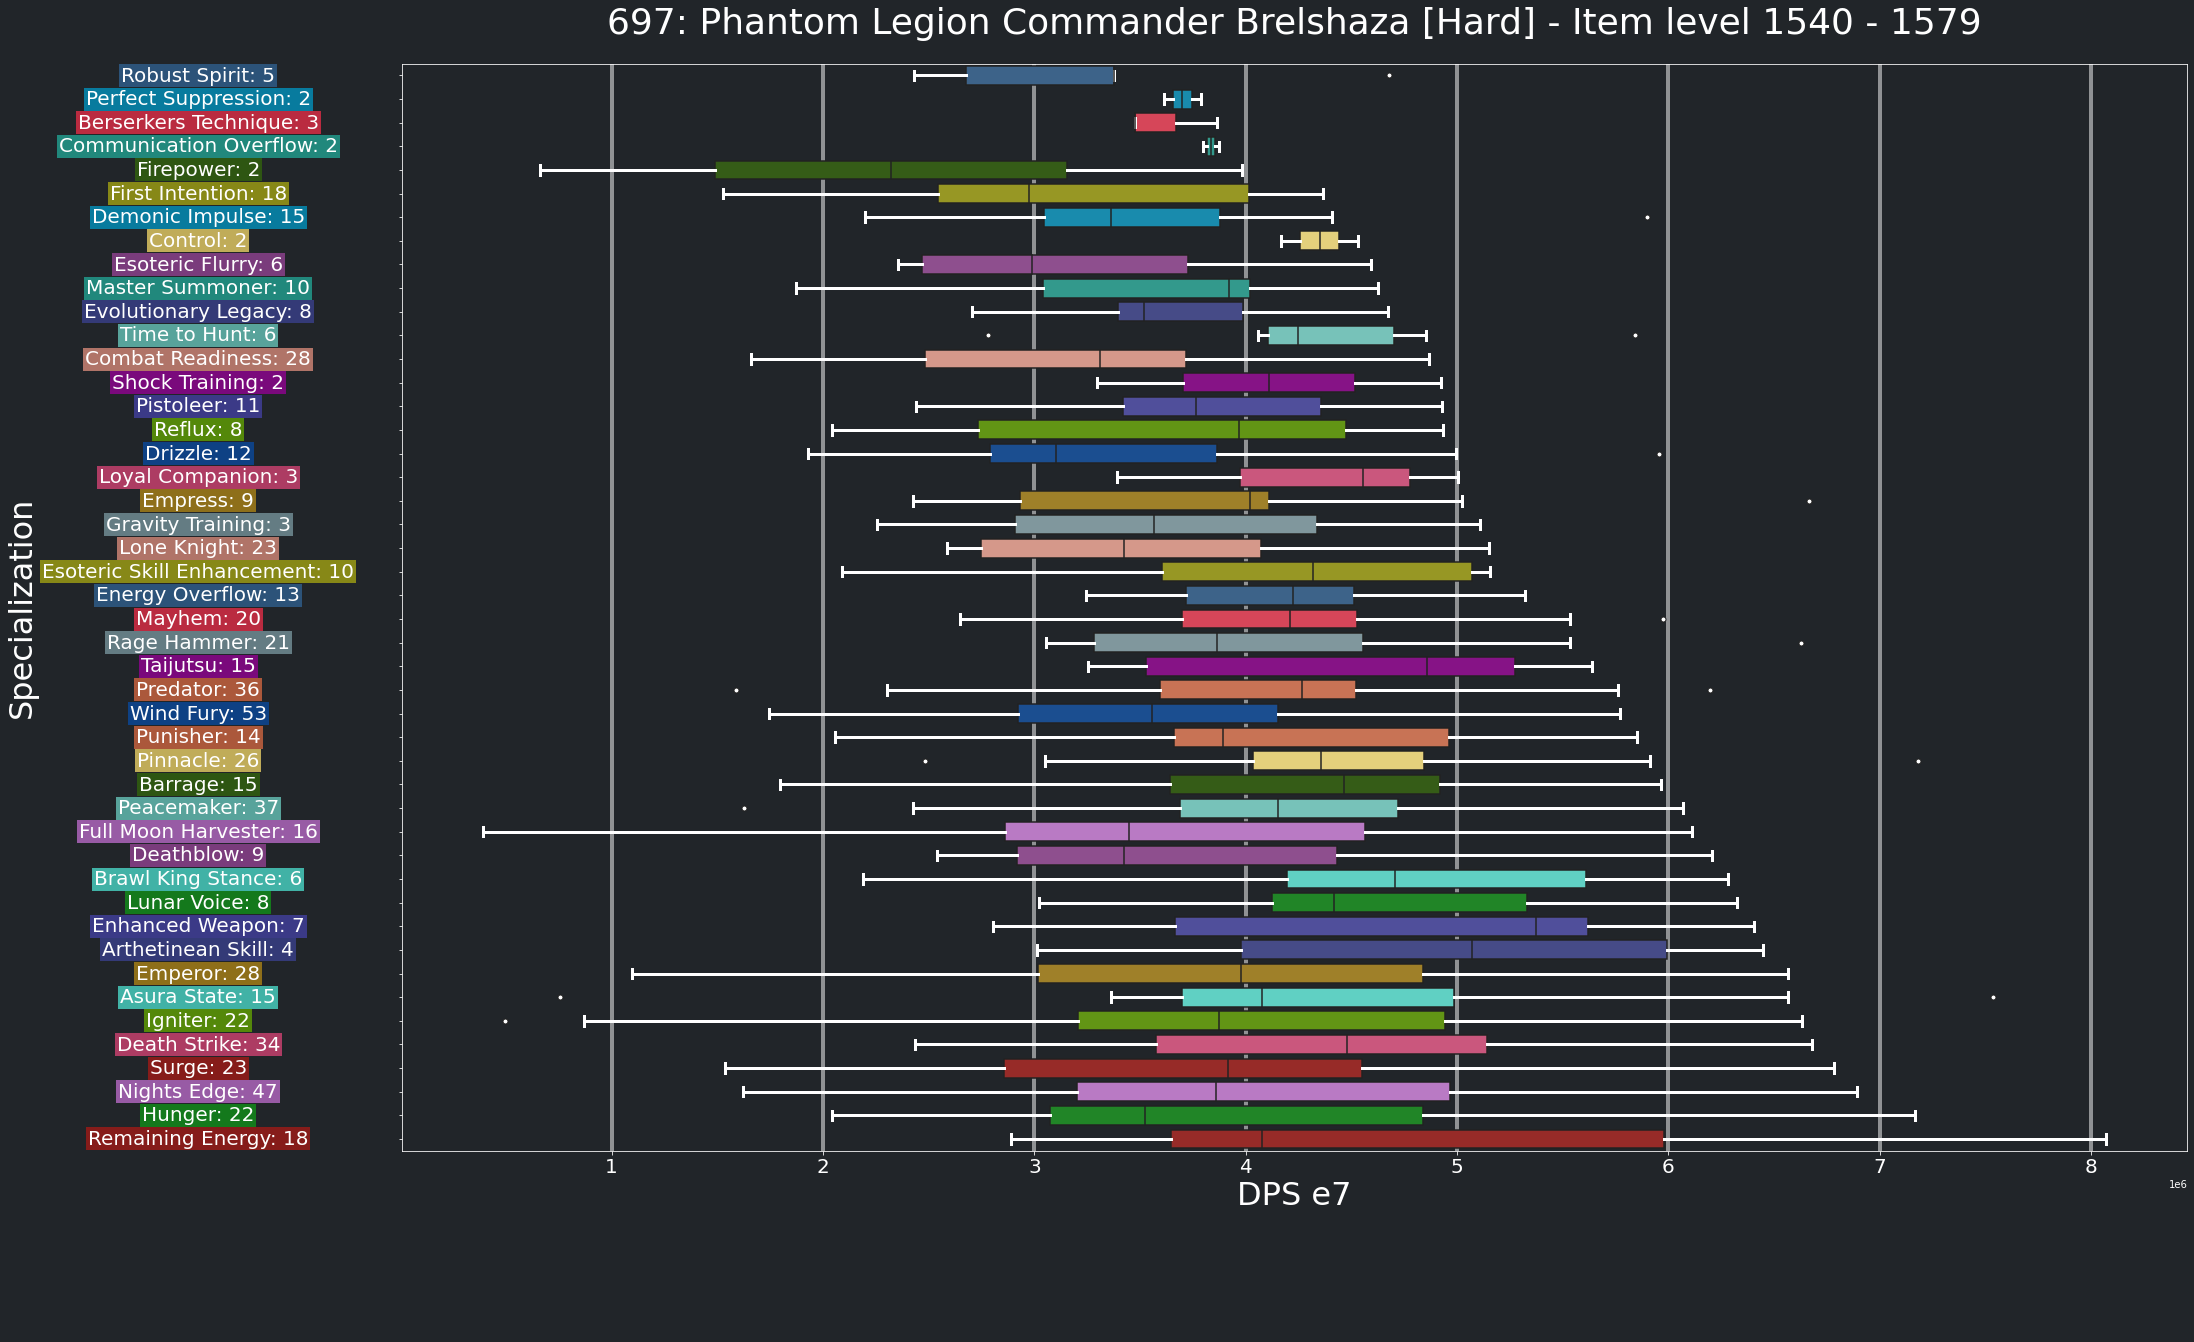 697: Phantom Legion Commander Brelshaza [Hard] - Item level 1540 - 1579
Specialization
Robust Spirit: 5
Perfect Suppression: 2
Berserkers Technique: 3
Communication Overflow: 2
Firepower: 2
First Intention: 18
Demonic Impulse: 15
Control: 2
Esoteric Flurry: 6
Master Summoner: 10
Evolutionary Legacy: 8
Time to Hunt: 6
Combat Readiness: 28
Shock Training: 2
Pistoleer: 11
Reflux: 8
Drizzle: 12
Loyal Companion: 3
Empress: 9
Gravity Training: 3
Lone Knight: 23
Esoteric Skill Enhancement: 10
Energy Overflow: 13
Mayhem: 20
Rage Hammer: 21
Taijutsu: 15
Predator: 36
Wind Fury: 53
Punisher: 14
Pinnacle: 26
Barrage: 15
Peacemaker: 37
Full Moon Harvester: 16
Deathblow: 9
Brawl King Stance: 6
Lunar Voice: 8
Enhanced Weapon: 7
Arthetinean Skill: 4
Emperor: 28
Asura State: 15
Igniter: 22
Death Strike: 34
Surge: 23
Nights Edge: 47
Hunger: 22
Remaining Energy: 18
1 2 3 4 5 6 7 8
1e6
DPS e7